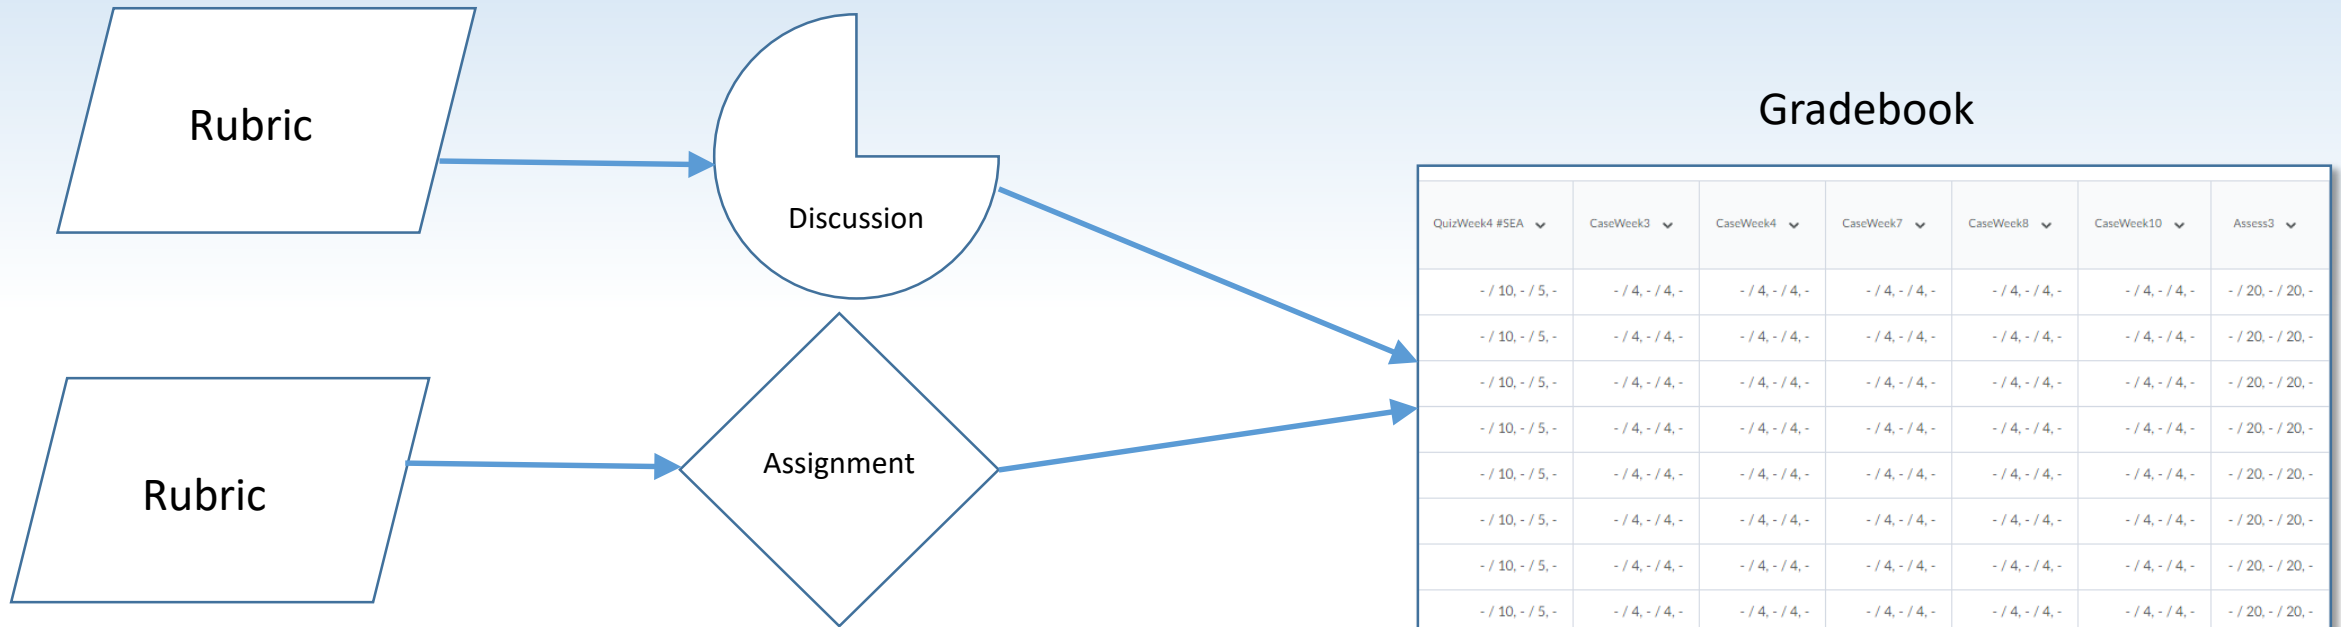 Rubric
Discussion
Rubric
Assignment
Gradebook
QuizWeek4 #SEA CaseWeek3 CaseWeek4 CaseWeek7 CaseWeek8 CaseWeek10 Assess3
- / 10, - / 5, - - / 4, - / 4, - - / 4, - / 4, - - / 4, - / 4, - - / 4, - / 4, - - / 4, - / 4, - - / 20, - / 20, -
- / 10, - / 5, - - / 4, - / 4, - - / 4, - / 4, - - / 4, - / 4, - - / 4, - / 4, - - / 4, - / 4, - - / 20, - / 20, -
- / 10, - / 5, - - / 4, - / 4, - - / 4, - / 4, - - / 4, - / 4, - - / 4, - / 4, - - / 4, - / 4, - - / 20, - / 20, -
- / 10, - / 5, - - / 4, - / 4, - - / 4, - / 4, - - / 4, - / 4, - - / 4, - / 4, - - / 4, - / 4, - - / 20, - / 20, -
- / 10, - / 5, - - / 4, - / 4, - - / 4, - / 4, - - / 4, - / 4, - - / 4, - / 4, - - / 4, - / 4, - - / 20, - / 20, -
- / 10, - / 5, - - / 4, - / 4, - - / 4, - / 4, - - / 4, - / 4, - - / 4, - / 4, - - / 4, - / 4, - - / 20, - / 20, -
- / 10, - / 5, - - / 4, - / 4, - - / 4, - / 4, - - / 4, - / 4, - - / 4, - / 4, - - / 4, - / 4, - - / 20, - / 20, -
- / 10, - / 5, - - / 4, - / 4, - - / 4, - / 4, - - / 4, - / 4, - - / 4, - / 4, - - / 4, - / 4, - - / 20, - / 20, -